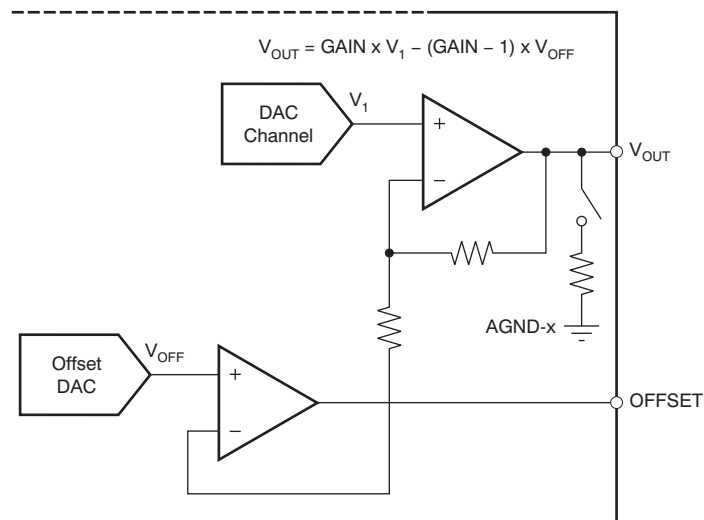 V_OUT = GAIN x V_1 – (GAIN – 1) x V_OFF
DAC
Channel
V_1
+
–
V_OUT
AGND-x
Offset
DAC
V_OFF
+
–
OFFSET